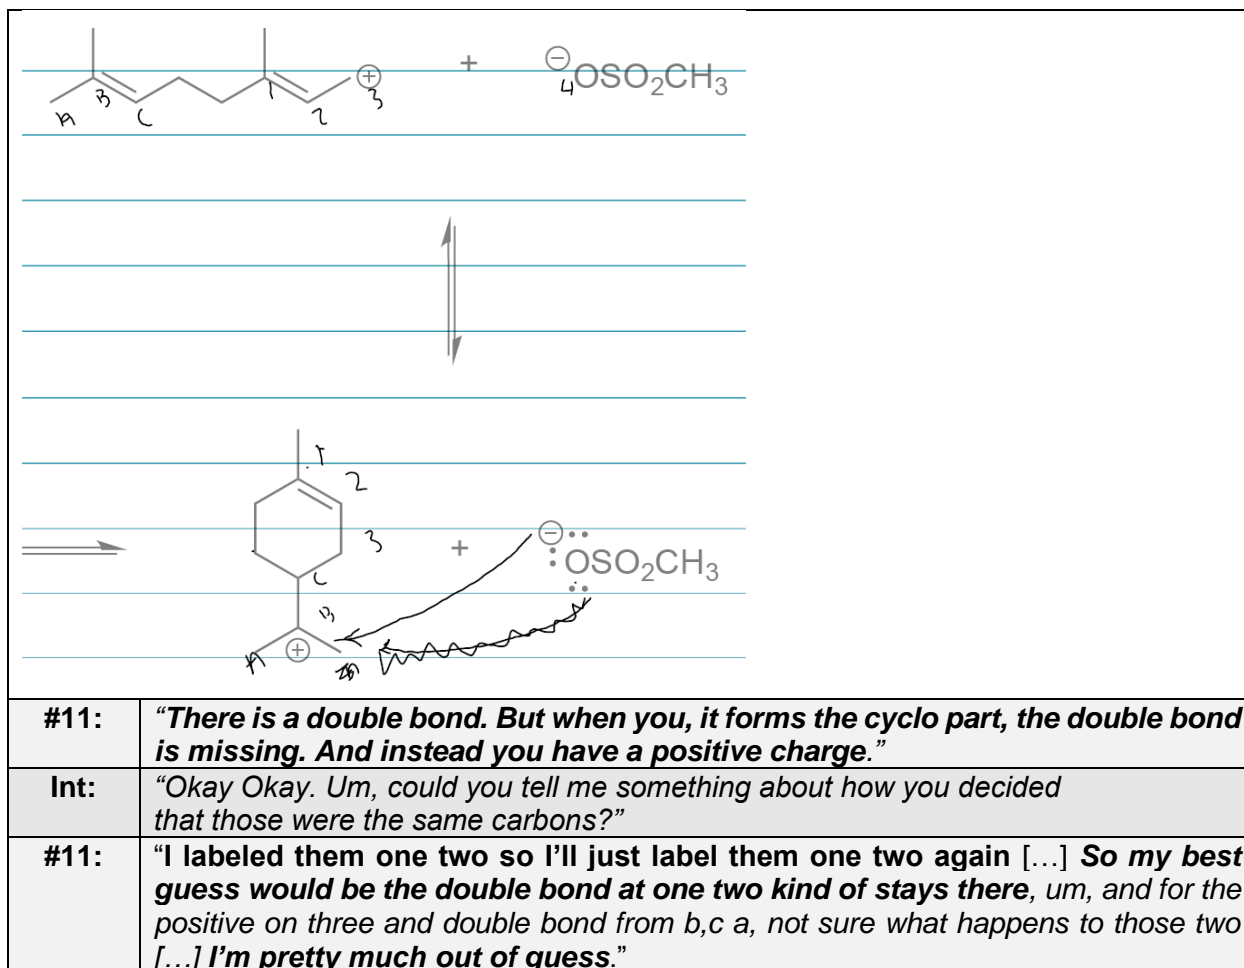 + ⊖
4 OSO₂CH₃
⊕
A B C 1 2 3
1
2
3
C
B
A
⊕
+ ⊖
OSO₂CH₃
#11: “There is a double bond. But when you, it forms the cyclo part, the double bond
is missing. And instead you have a positive charge.”
Int: “Okay Okay. Um, could you tell me something about how you decided
that those were the same carbons?”
#11: “I labeled them one two so I’ll just label them one two again […] So my best
guess would be the double bond at one two kind of stays there, um, and for the
positive on three and double bond from b,c a, not sure what happens to those two
[…] I’m pretty much out of guess.”